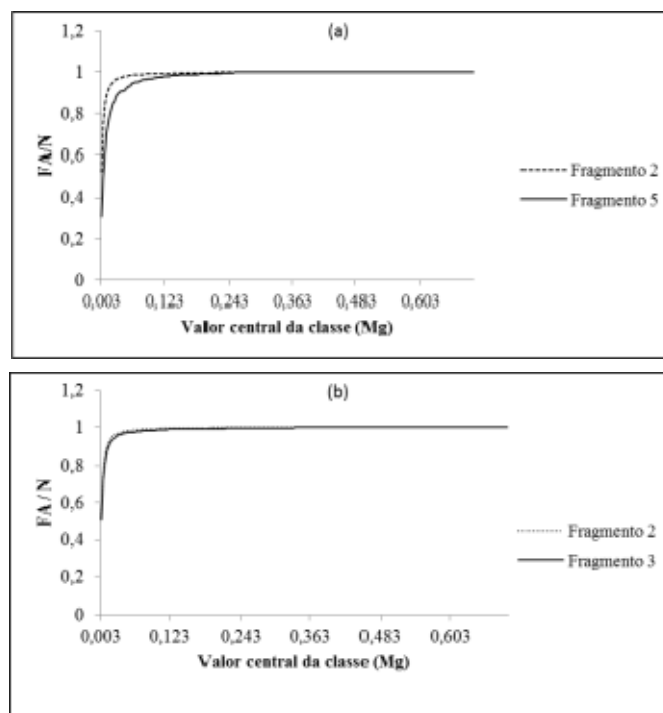 (a)
1,2
1
0,8
0,6
0,4
0,2
0
FA/N
0,003 0,123 0,243 0,363 0,483 0,603
Valor central da classe (Mg)
Fragmento 2
Fragmento 5
(b)
1,2
1
0,8
0,6
0,4
0,2
0
FA / N
0,003 0,123 0,243 0,363 0,483 0,603
Valor central da classe (Mg)
Fragmento 2
Fragmento 3